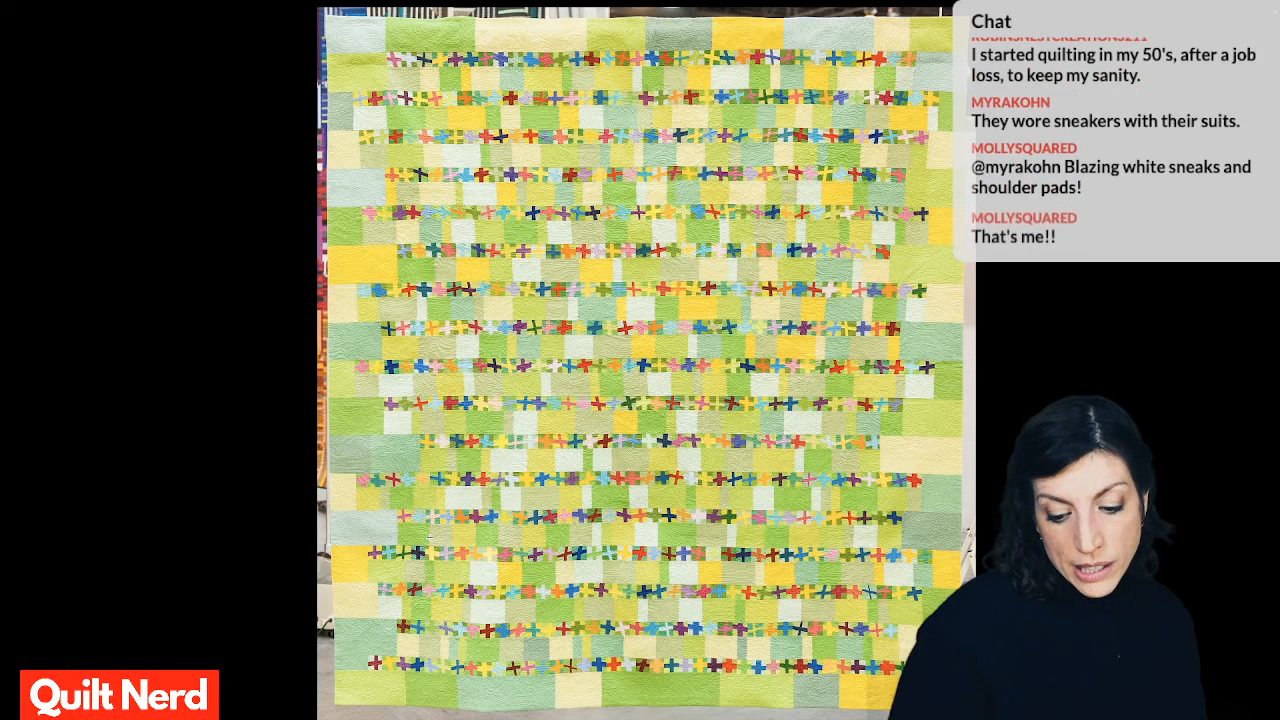 Chat
ROBINSNESTCREATIONS211
I started quilting in my 50's, after a job
loss, to keep my sanity.
MYRAKOHN
They wore sneakers with their suits.
MOLLYSQUARED
@myrakohn Blazing white sneaks and
shoulder pads!
MOLLYSQUARED
That's me!!
Quilt Nerd